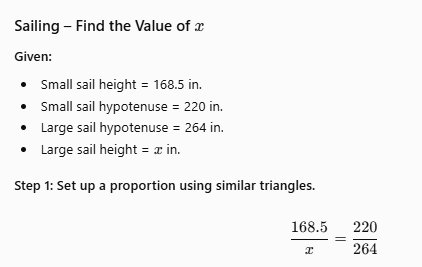 Sailing – Find the Value of x
Given:
• Small sail height = 168.5 in.
• Small sail hypotenuse = 220 in.
• Large sail hypotenuse = 264 in.
• Large sail height = x in.
Step 1: Set up a proportion using similar triangles.
168.5/x = 220/264